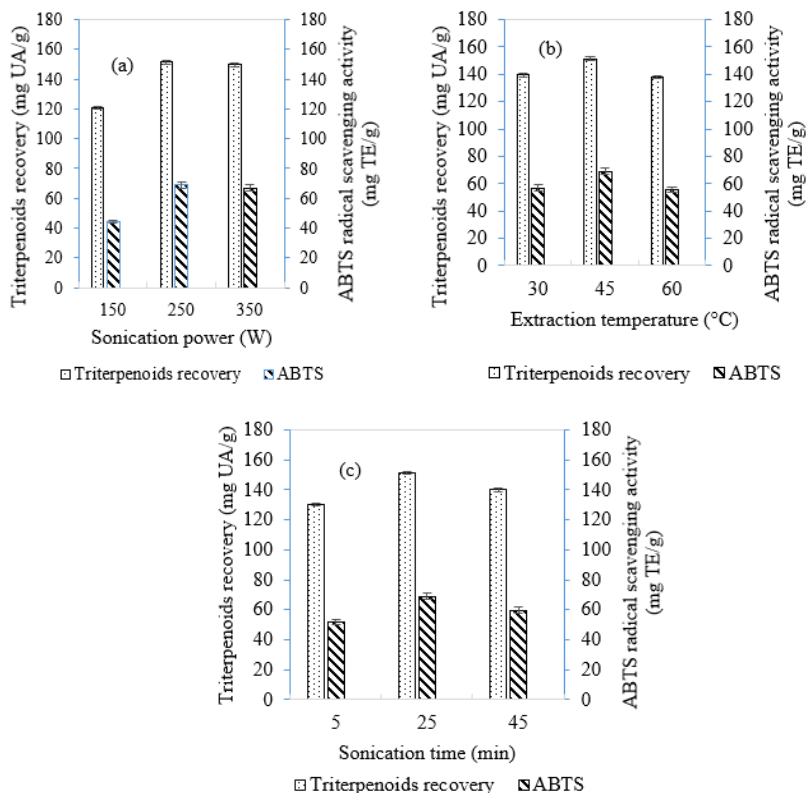 Triterpenoids recovery (mg UA/g)
180
160
140
120
100
80
60
40
20
0
(a)
180
160
140
120
100
80
60
40
20
0
ABTS radical scavenging activity
(mg TE/g)
150 250 350
Sonication power (W)
Triterpenoids recovery ABTS
Triterpenoids recovery (mg UA/g)
180
160
140
120
100
80
60
40
20
0
(b)
180
160
140
120
100
80
60
40
20
0
ABTS radical scavenging activity
(mg TE/g)
30 45 60
Extraction temperature (°C)
Triterpenoids recovery ABTS
Triterpenoids recovery (mg UA/g)
180
160
140
120
100
80
60
40
20
0
(c)
180
160
140
120
100
80
60
40
20
0
ABTS radical scavenging activity
(mg TE/g)
5 25 45
Sonication time (min)
Triterpenoids recovery ABTS